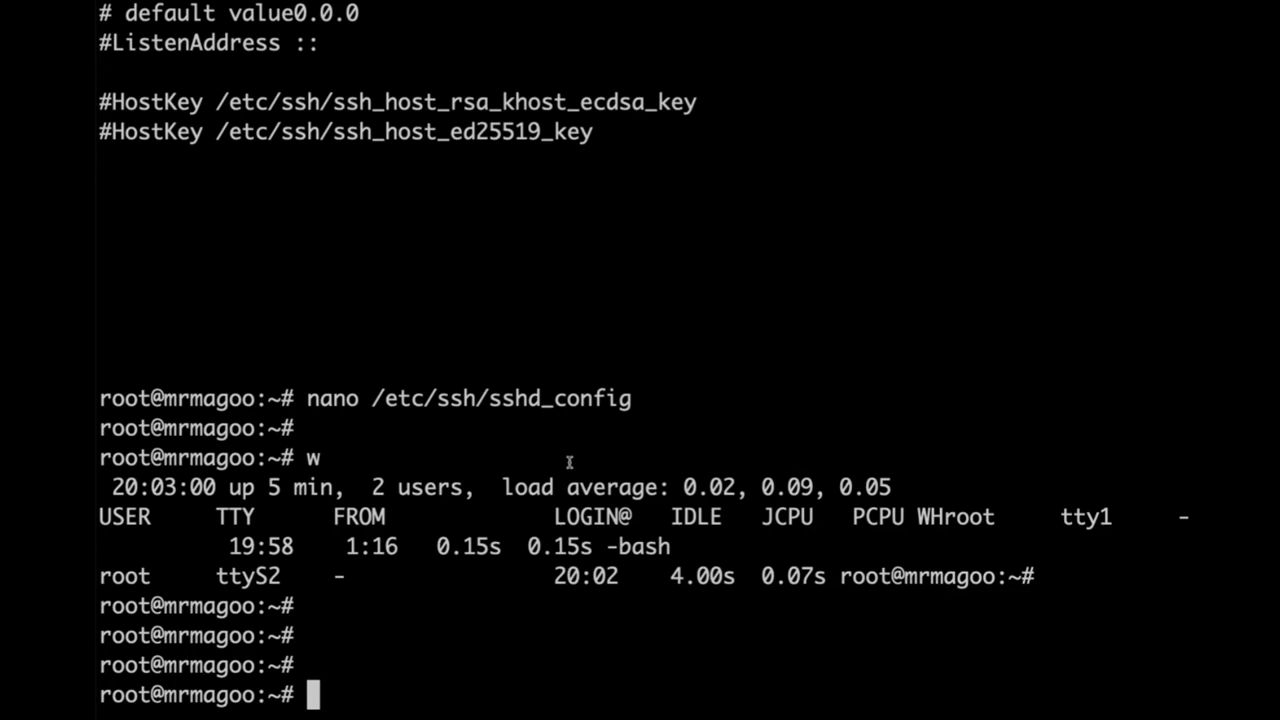 # default value0.0.0
#ListenAddress ::
#HostKey /etc/ssh/ssh_host_rsa_khost_ecdsa_key
#HostKey /etc/ssh/ssh_host_ed25519_key
root@mrmagoo:~# nano /etc/ssh/sshd_config
root@mrmagoo:~#
root@mrmagoo:~# w
20:03:00 up 5 min,  2 users,  load average: 0.02, 0.09, 0.05
USER     TTY      FROM             LOGIN@   IDLE   JCPU   PCPU WHroot     tty1     -
19:58    1:16   0.15s  0.15s -bash
root     ttyS2    -                20:02    4.00s  0.07s root@mrmagoo:~#
root@mrmagoo:~#
root@mrmagoo:~#
root@mrmagoo:~#
root@mrmagoo:~#